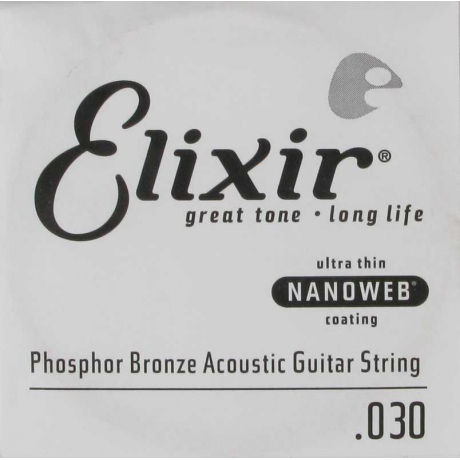 Elixir®
great tone • long life
ultra thin
NANOWEB®
coating
Phosphor Bronze Acoustic Guitar String
.030